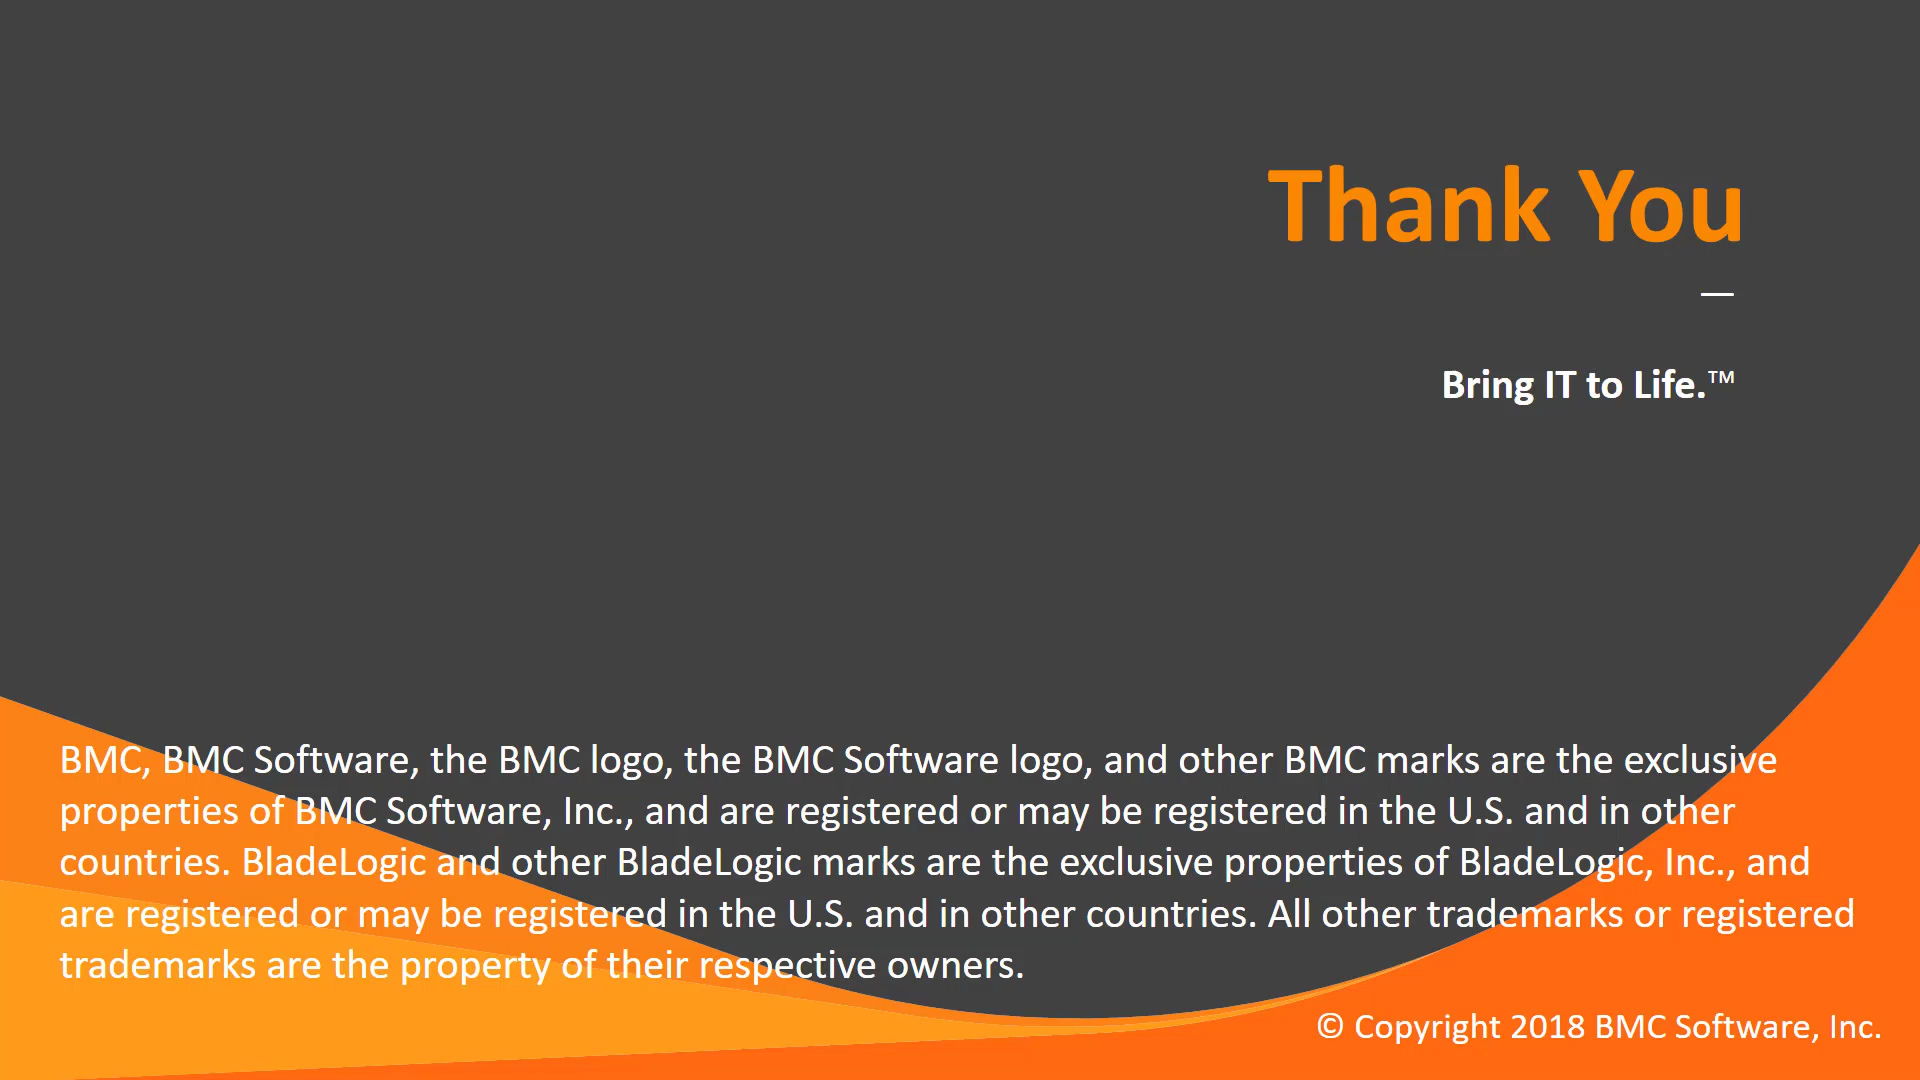 Thank You
—
Bring IT to Life.™
BMC, BMC Software, the BMC logo, the BMC Software logo, and other BMC marks are the exclusive
properties of BMC Software, Inc., and are registered or may be registered in the U.S. and in other
countries. BladeLogic and other BladeLogic marks are the exclusive properties of BladeLogic, Inc., and
are registered or may be registered in the U.S. and in other countries. All other trademarks or registered
trademarks are the property of their respective owners.
© Copyright 2018 BMC Software, Inc.